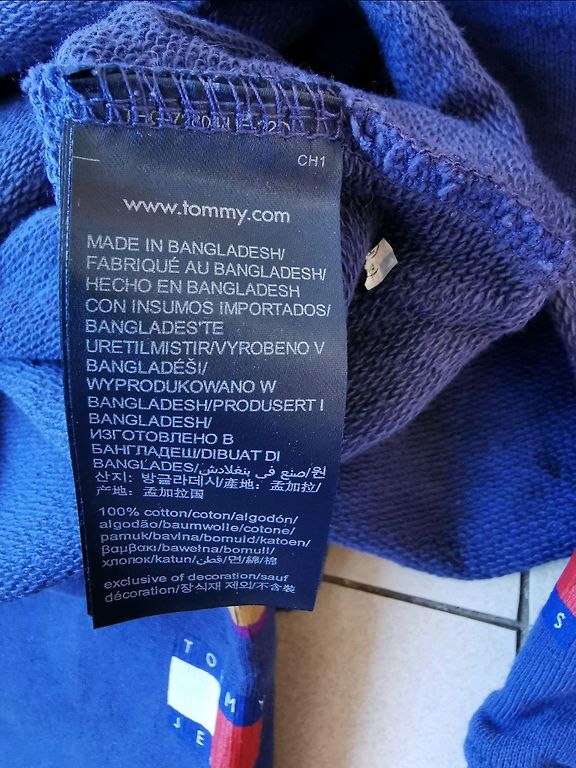 CH1
www.tommy.com
MADE IN BANGLADESH/
FABRIQUÉ AU BANGLADESH/
HECHO EN BANGLADESH
CON INSUMOS IMPORTADOS/
BANGLADEŞ'TE
URETILMISTIR/VYROBENO V
BANGLADÉŠI/
WYPRODUKOWANO W
BANGLADESH/PRODUSERT I
BANGLADESH/
ИЗГОТОВЛЕНО В
БАНГЛАДЕШ/DIBUAT DI
BANGLADES/صنع في بنغلادش/원
산지: 방글라데시/產地: 孟加拉/
产地: 孟加拉国
100% cotton/coton/algodón/
algodão/baumwolle/cotone/
pamuk/bavlna/bomuld/katoen/
βαμβακι/bawełna/bomull/
хлопок/katun/قطن/면/綿/棉
exclusive of decoration/sauf
décoration/장식재 제외/不含裝
TOMMY
JE
S